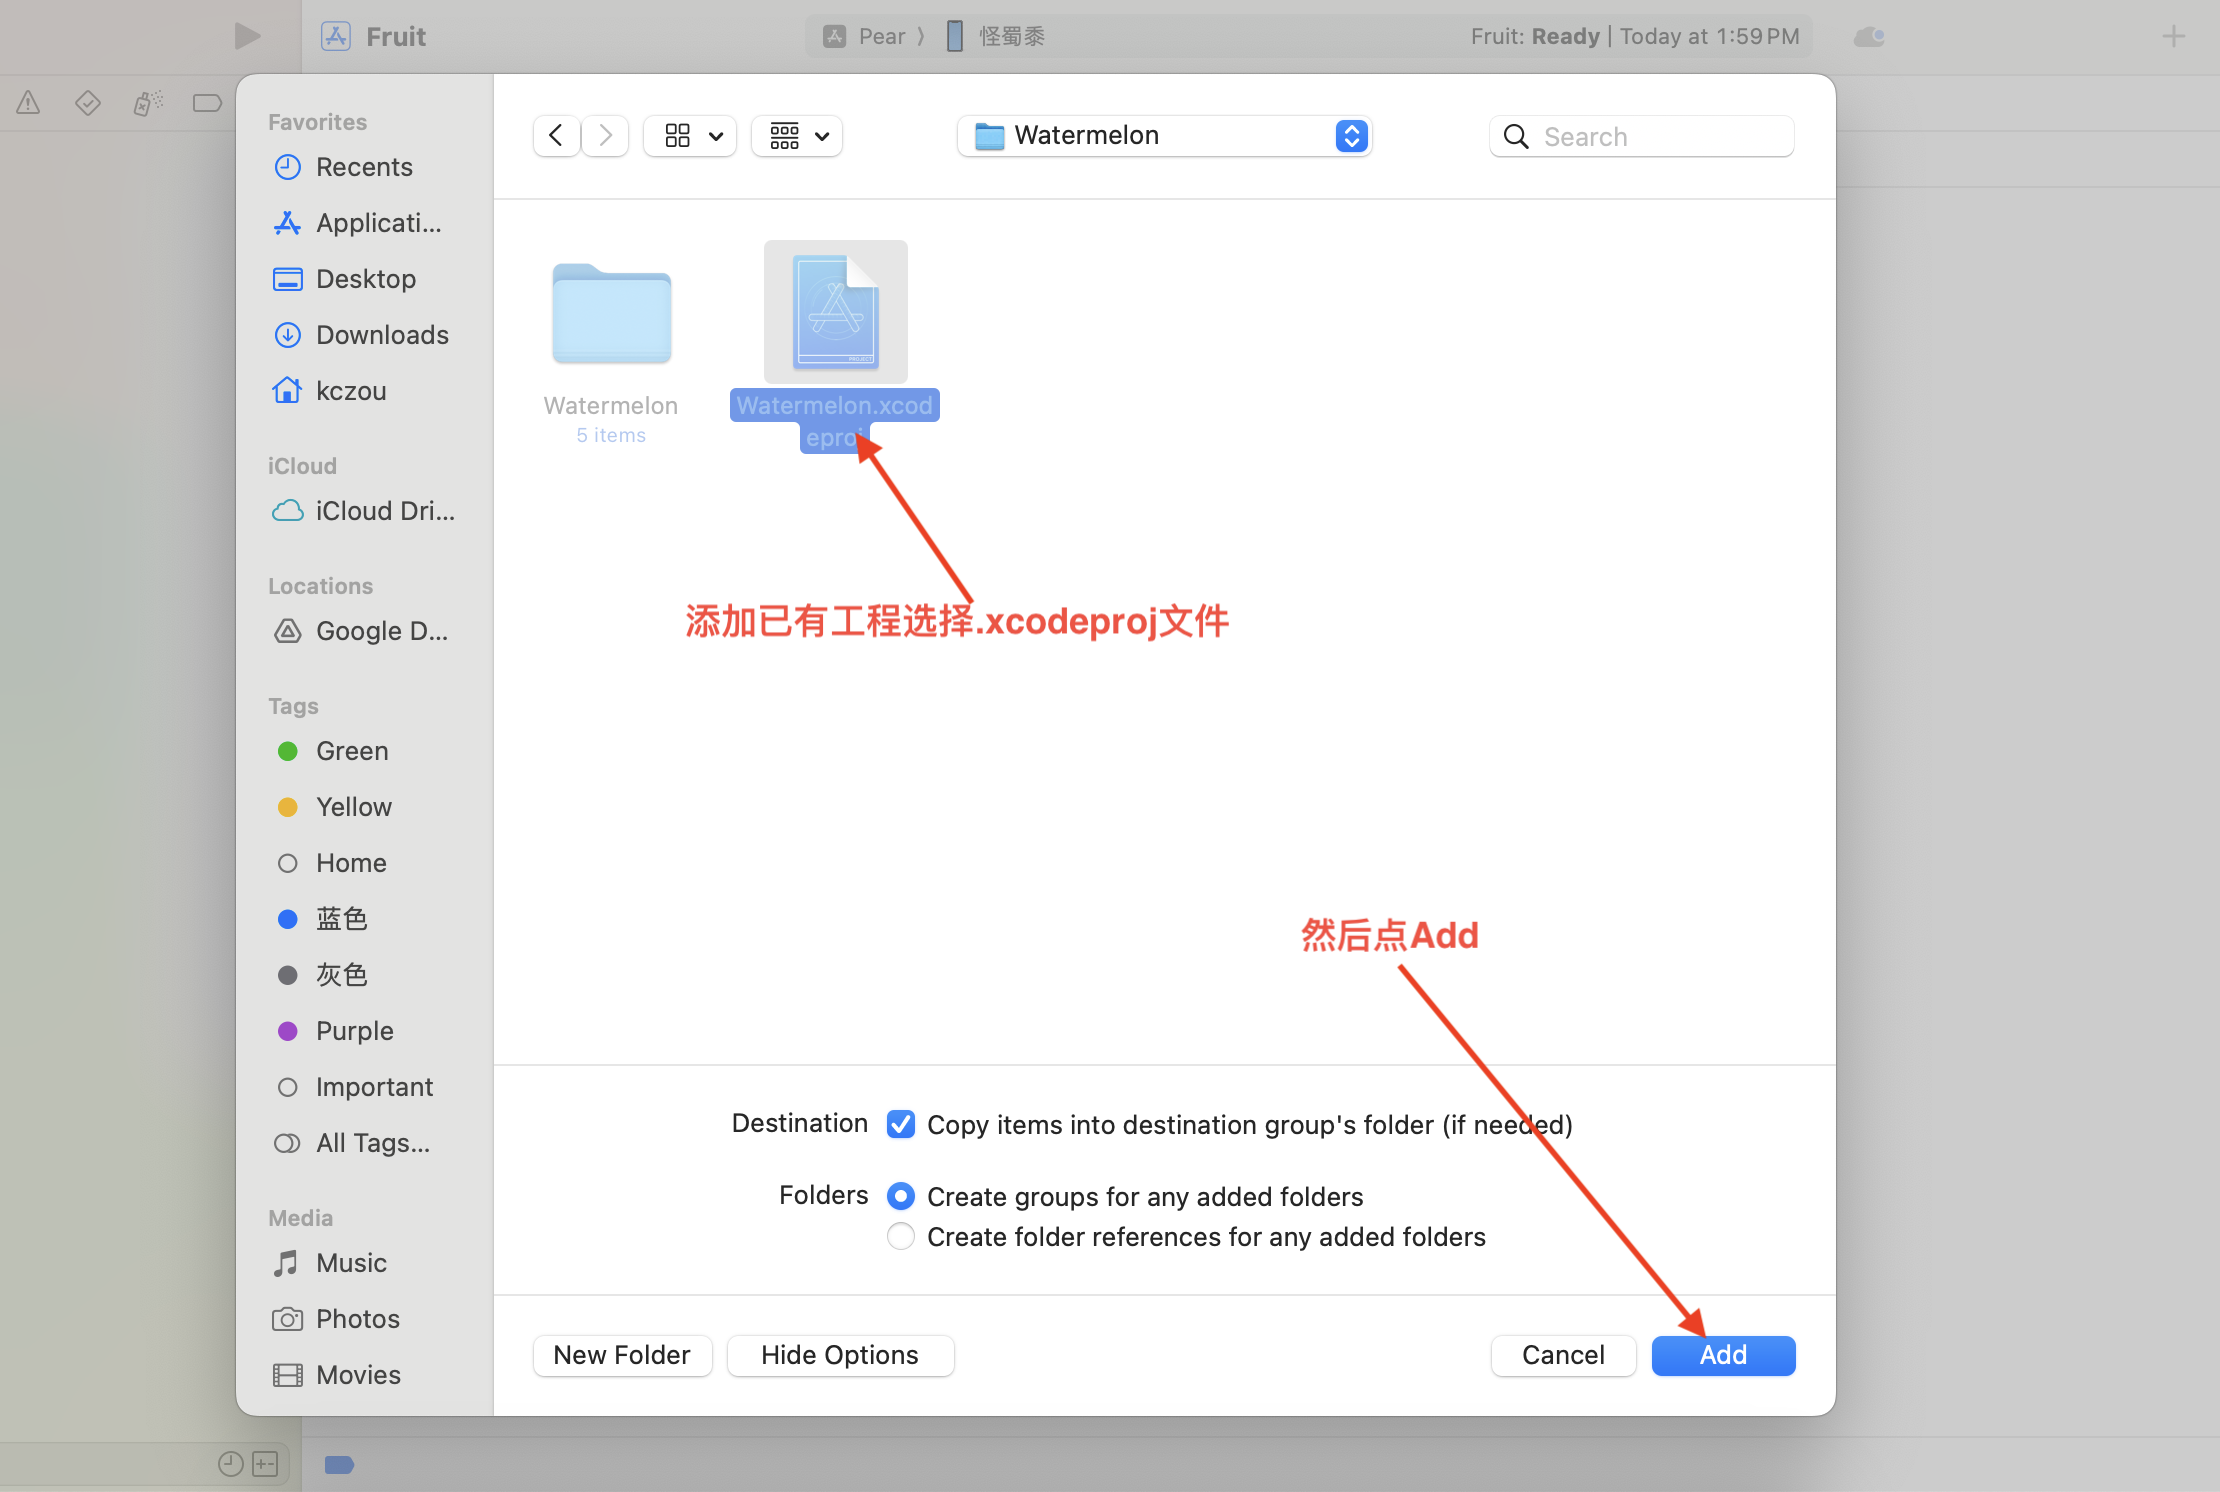 Fruit
Pear
怪蜀黍
Fruit: Ready | Today at 1:59 PM
Favorites
Recents
Applicati...
Desktop
Downloads
kczou
iCloud
iCloud Dri...
Locations
Google D...
Tags
Green
Yellow
Home
蓝色
灰色
Purple
Important
All Tags...
Media
Music
Photos
Movies
Watermelon
Search
Watermelon
5 items
PROJECT
Watermelon.xcod
eproj
添加已有工程选择.xcodeproj文件
然后点Add
Destination
Copy items into destination group's folder (if needed)
Folders
Create groups for any added folders
Create folder references for any added folders
New Folder
Hide Options
Cancel
Add